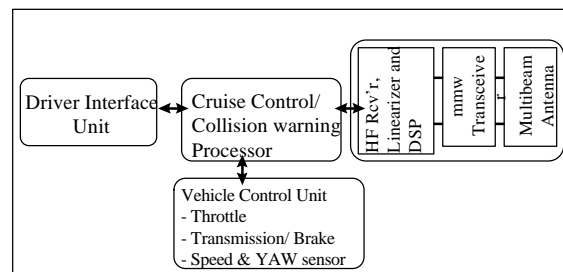 Driver Interface
Unit
Cruise Control/
Collision warning
Processor
HF Rcv'r,
Linearizer and
DSP
mmw
Transceive
r
Multibeam
Antenna
Vehicle Control Unit
- Throttle
- Transmission/ Brake
- Speed & YAW sensor